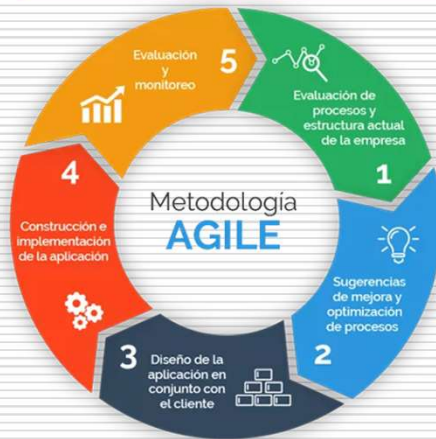 Metodología
AGILE
Evaluación de
procesos y
estructura actual
de la empresa
1
Sugerencias
de mejora y
optimización
de procesos
2
3
Diseño de la
aplicación en
conjunto con
el cliente
4
Construcción e
implementación
de la aplicación
5
Evaluación
y
monitoreo